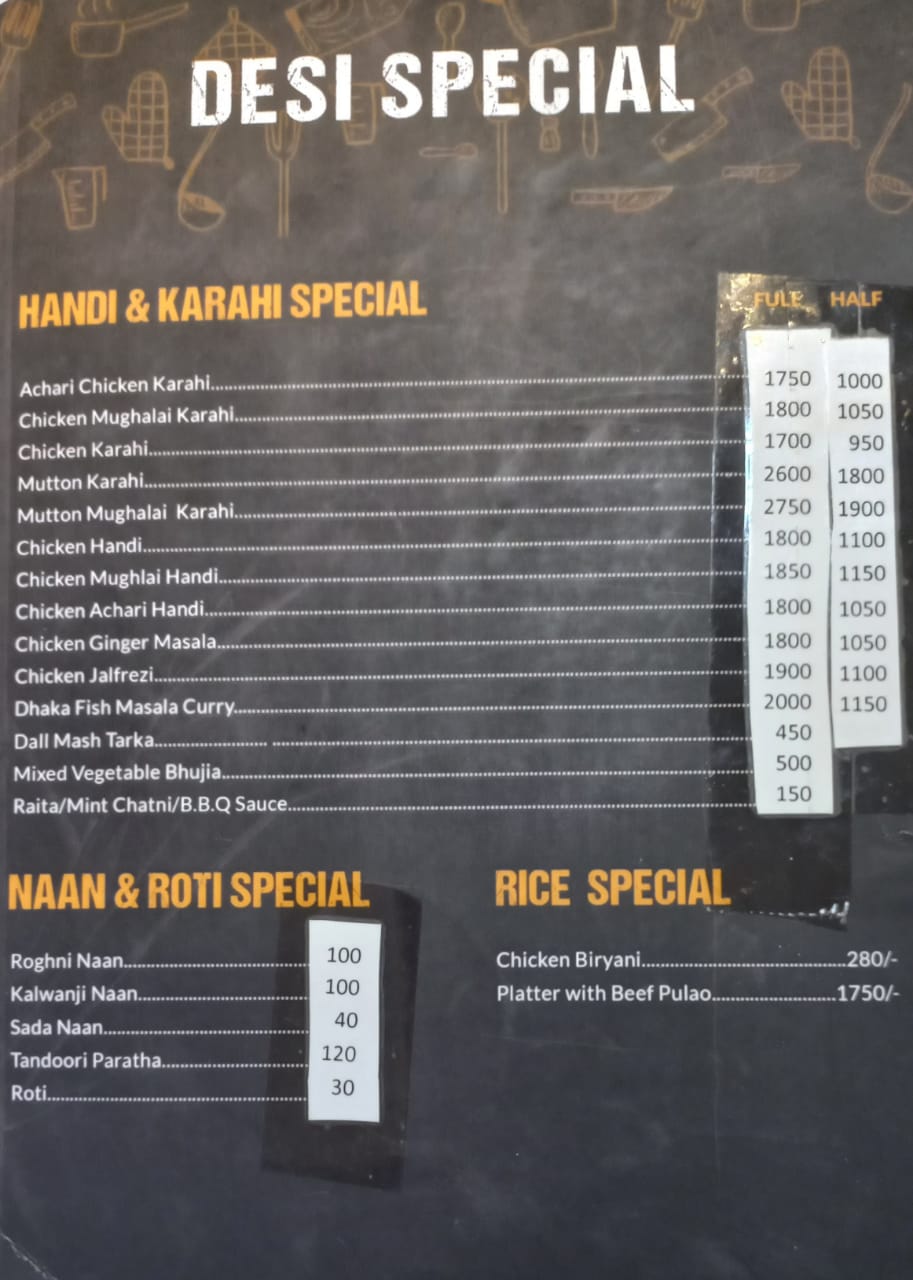 DESI SPECIAL
HANDI & KARAHI SPECIAL FULL HALF
Achari Chicken Karahi 1750 1000
Chicken Mughalai Karahi 1800 1050
Chicken Karahi 1700 950
Mutton Karahi 2600 1800
Mutton Mughalai Karahi 2750 1900
Chicken Handi 1800 1100
Chicken Mughlai Handi 1850 1150
Chicken Achari Handi 1800 1050
Chicken Ginger Masala 1800 1050
Chicken Jalfrezi 1900 1100
Dhaka Fish Masala Curry 2000 1150
Dall Mash Tarka 450
Mixed Vegetable Bhujia 500
Raita/Mint Chatni/B.B.Q Sauce 150
NAAN & ROTI SPECIAL
Roghni Naan 100
Kalwanji Naan 100
Sada Naan 40
Tandoori Paratha 120
Roti 30
RICE SPECIAL
Chicken Biryani 280/-
Platter with Beef Pulao 1750/-